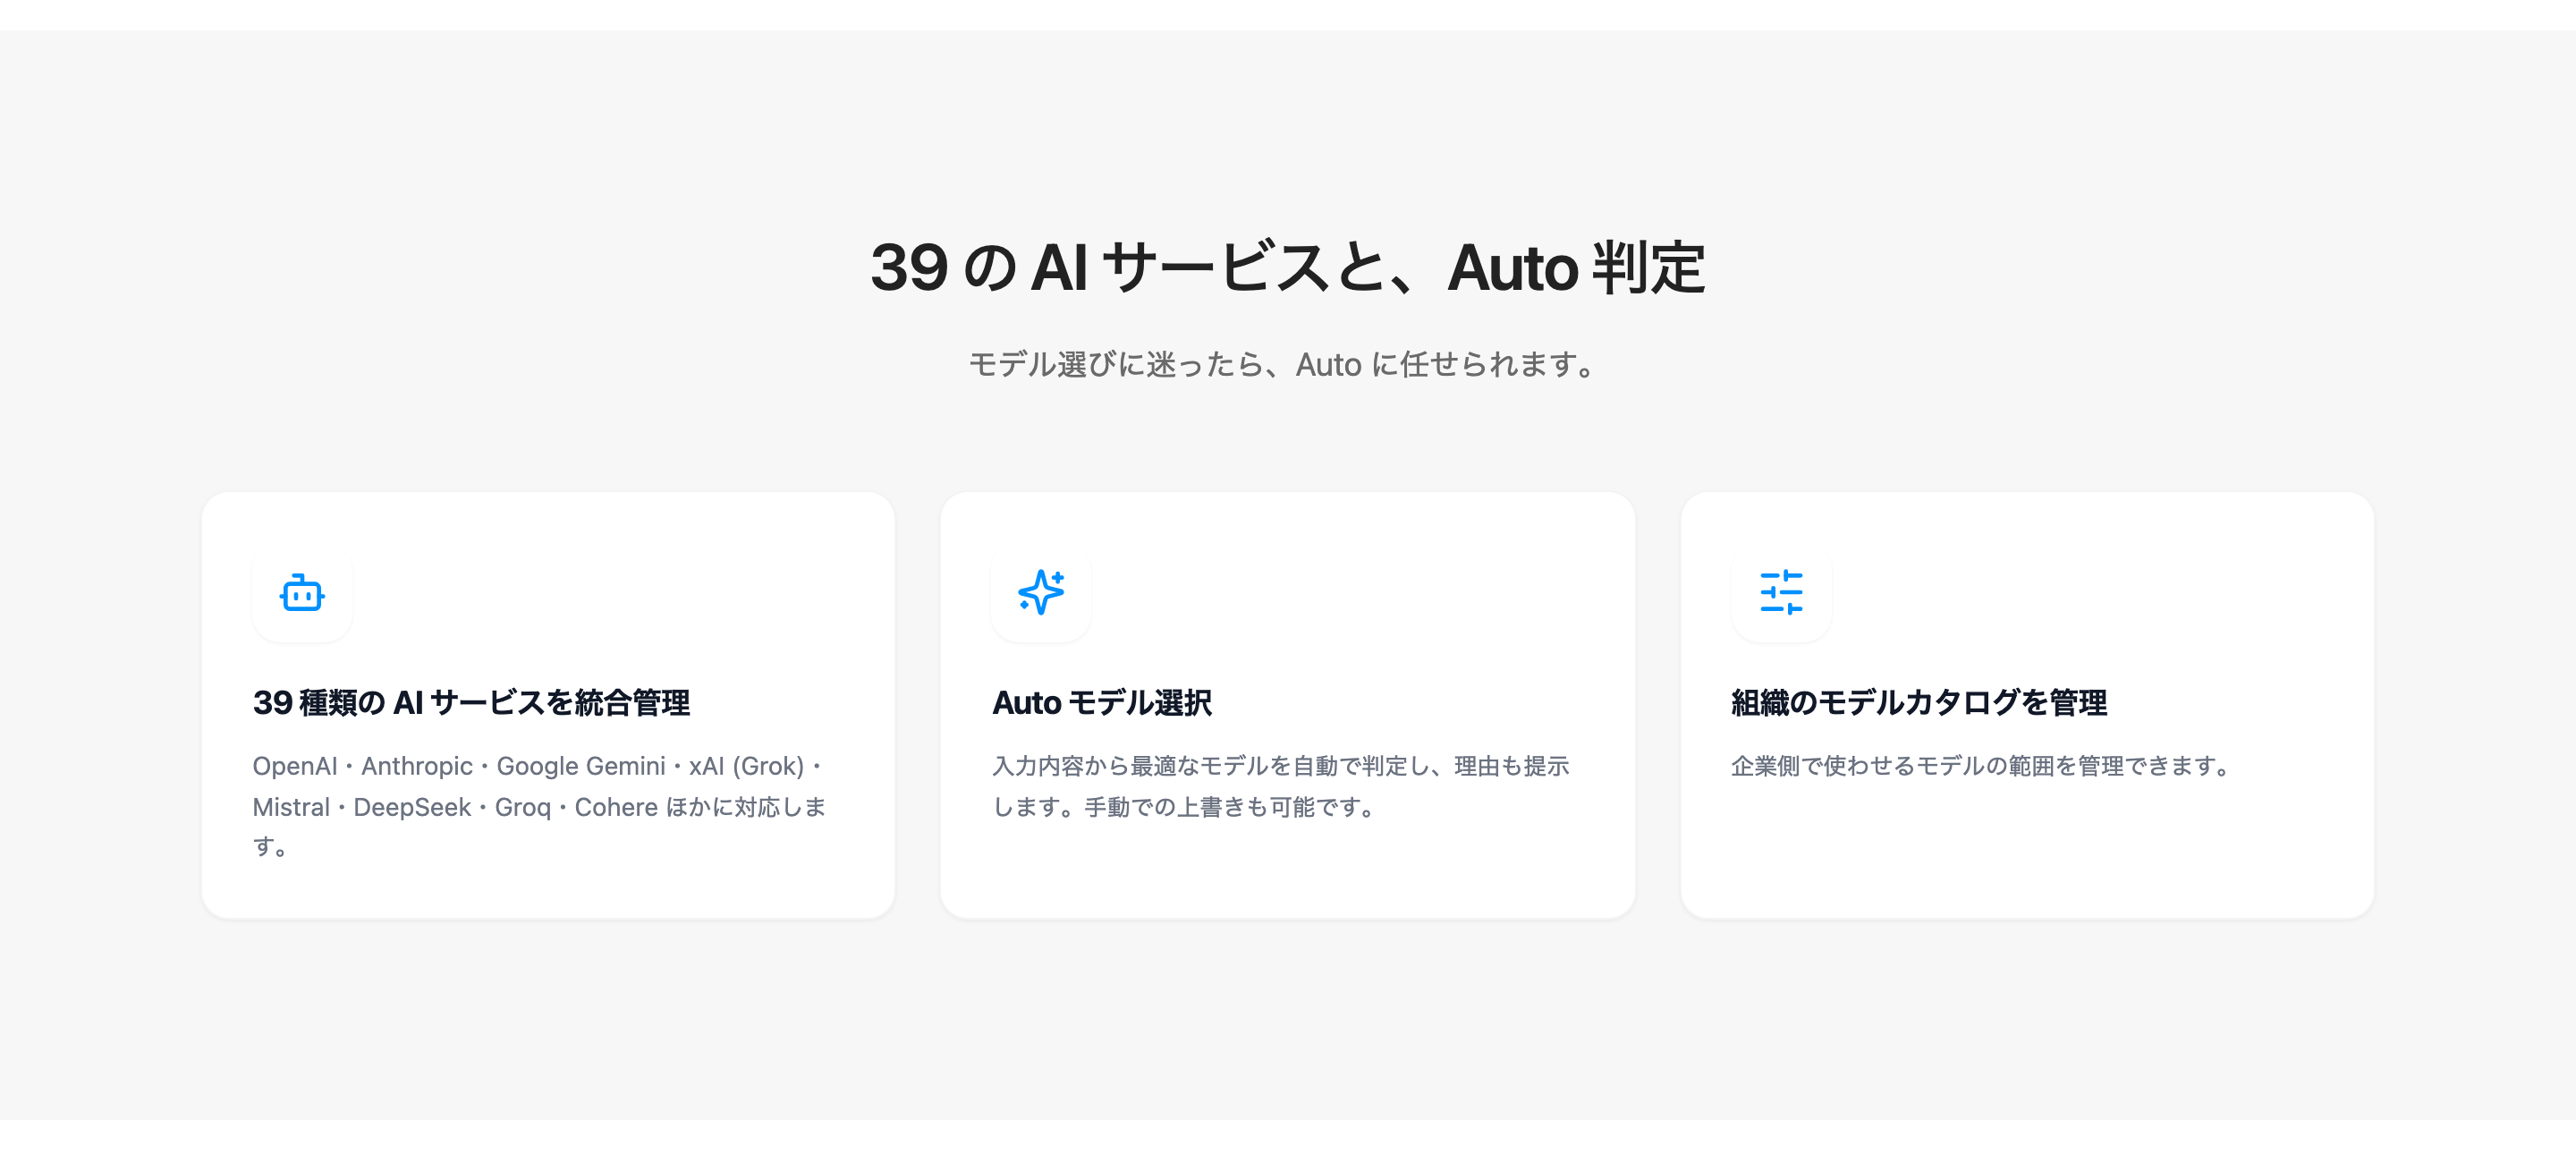 39 の AI サービスと、Auto 判定
モデル選びに迷ったら、Auto に任せられます。
39 種類の AI サービスを統合管理
OpenAI・Anthropic・Google Gemini・xAI (Grok)・
Mistral・DeepSeek・Groq・Cohere ほかに対応しま
す。
Auto モデル選択
入力内容から最適なモデルを自動で判定し、理由も提示
します。手動での上書きも可能です。
組織のモデルカタログを管理
企業側で使わせるモデルの範囲を管理できます。